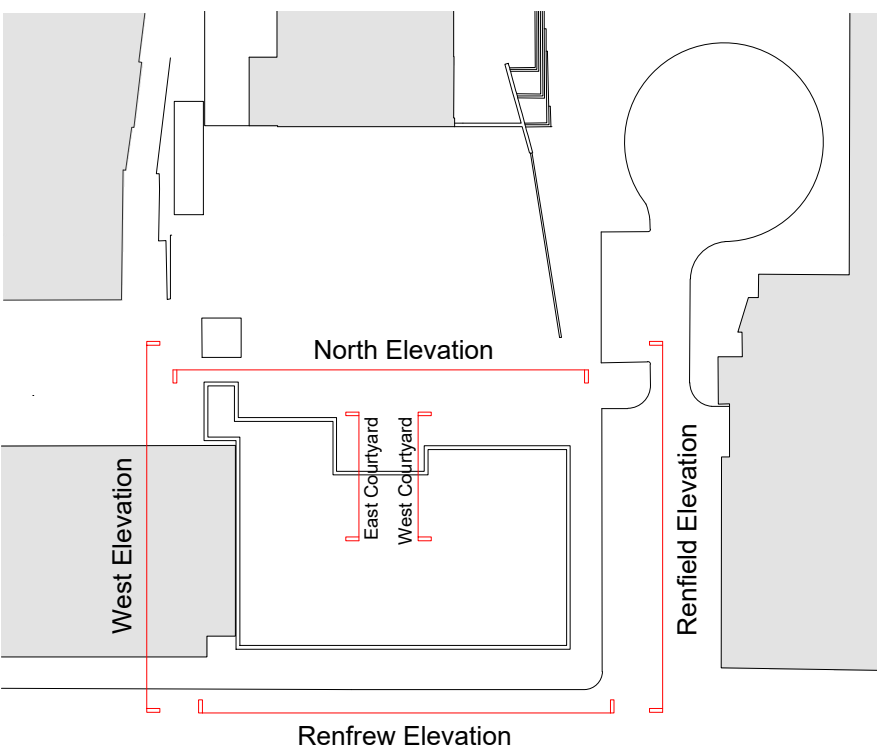 North Elevation
East Courtyard
West Courtyard
West Elevation
Renfield Elevation
Renfrew Elevation